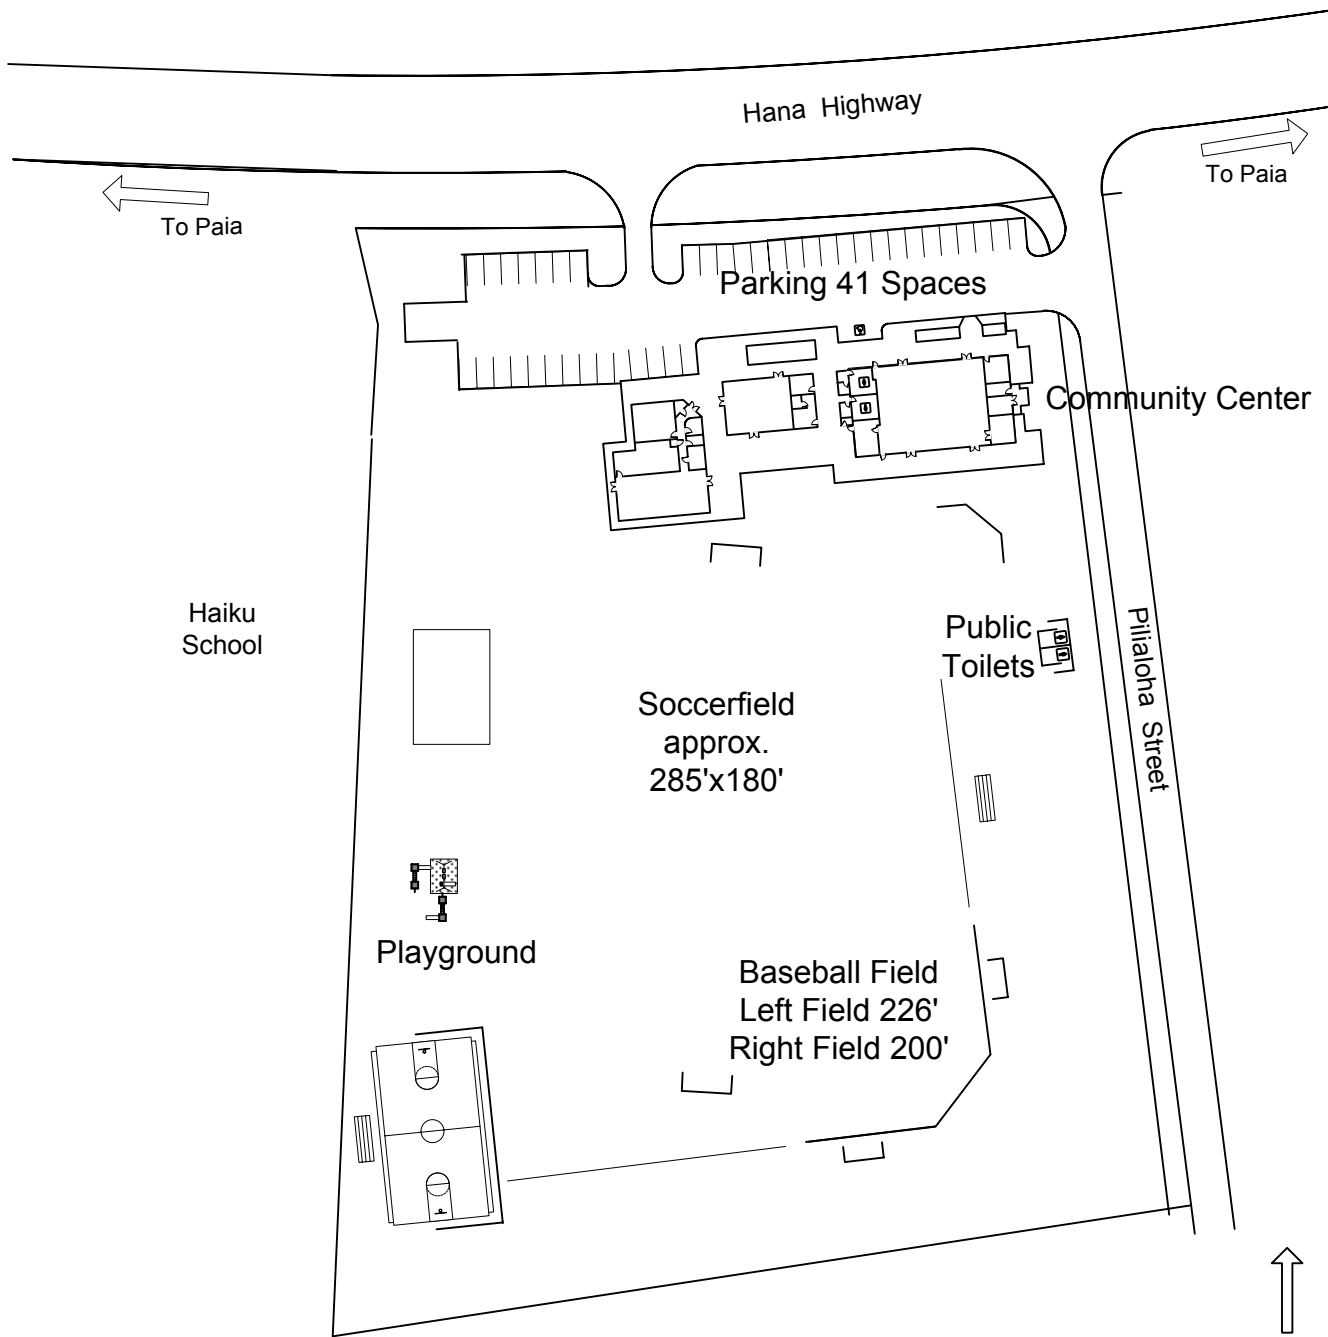 Hana Highway
To Paia
To Paia
Parking 41 Spaces
Community Center
Haiku
School
Public
Toilets
Pilialoha Street
Soccerfield
approx.
285'x180'
Playground
Baseball Field
Left Field 226'
Right Field 200'